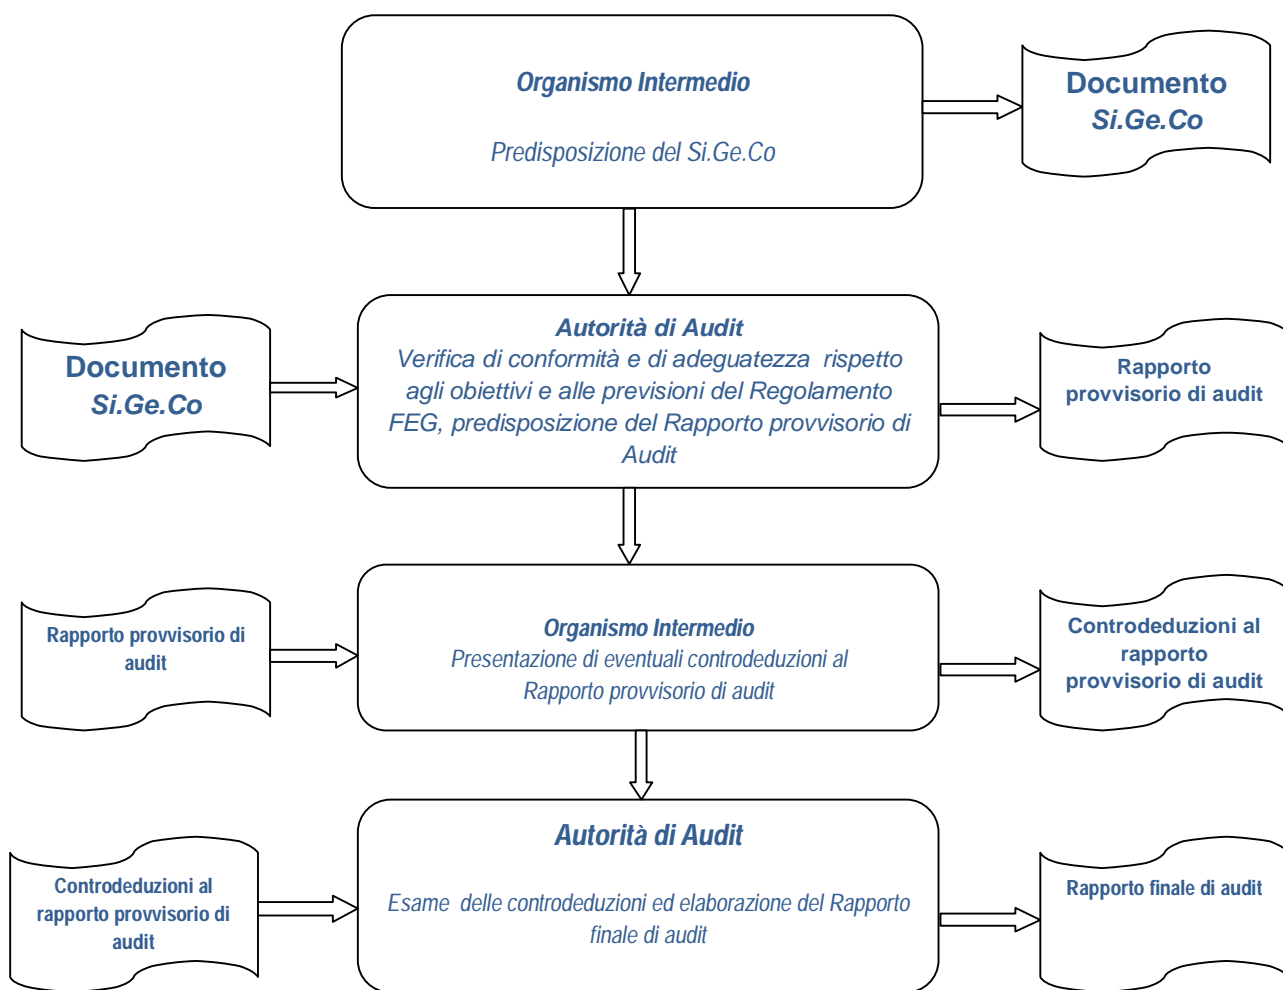 Organismo Intermedio
Predisposizione del Si.Ge.Co
Documento
Si.Ge.Co
Documento
Si.Ge.Co
Autorità di Audit
Verifica di conformità e di adeguatezza rispetto
agli obiettivi e alle previsioni del Regolamento
FEG, predisposizione del Rapporto provvisorio di
Audit
Rapporto
provvisorio di audit
Rapporto provvisorio di
audit
Organismo Intermedio
Presentazione di eventuali controdeduzioni al
Rapporto provvisorio di audit
Controdeduzioni al
rapporto
provvisorio di audit
Controdeduzioni al
rapporto provvisorio di
audit
Autorità di Audit
Esame delle controdeduzioni ed elaborazione del Rapporto
finale di audit
Rapporto finale di audit